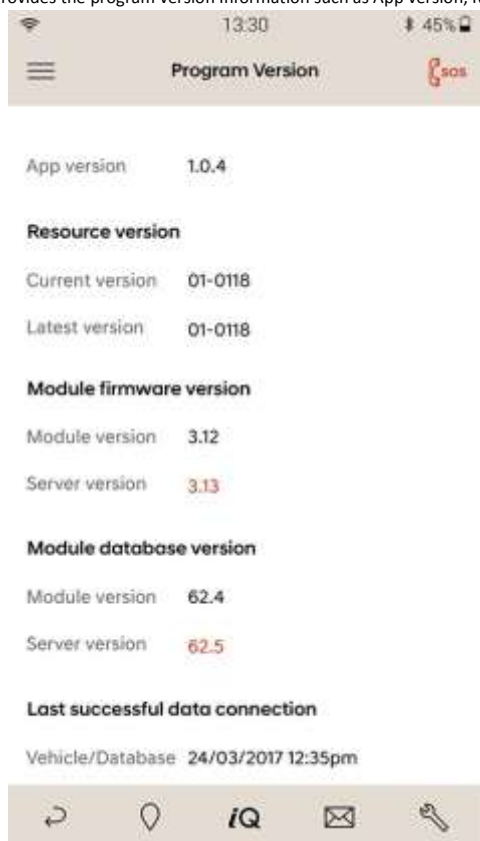 rovides the program version information such as App version,
13:30 45%
Program Version SOS
App version 1.0.4
Resource version
Current version 01-0118
Latest version 01-0118
Module firmware version
Module version 3.12
Server version 3.13
Module database version
Module version 62.4
Server version 62.5
Last successful data connection
Vehicle/Database 24/03/2017 12:35pm
iQ